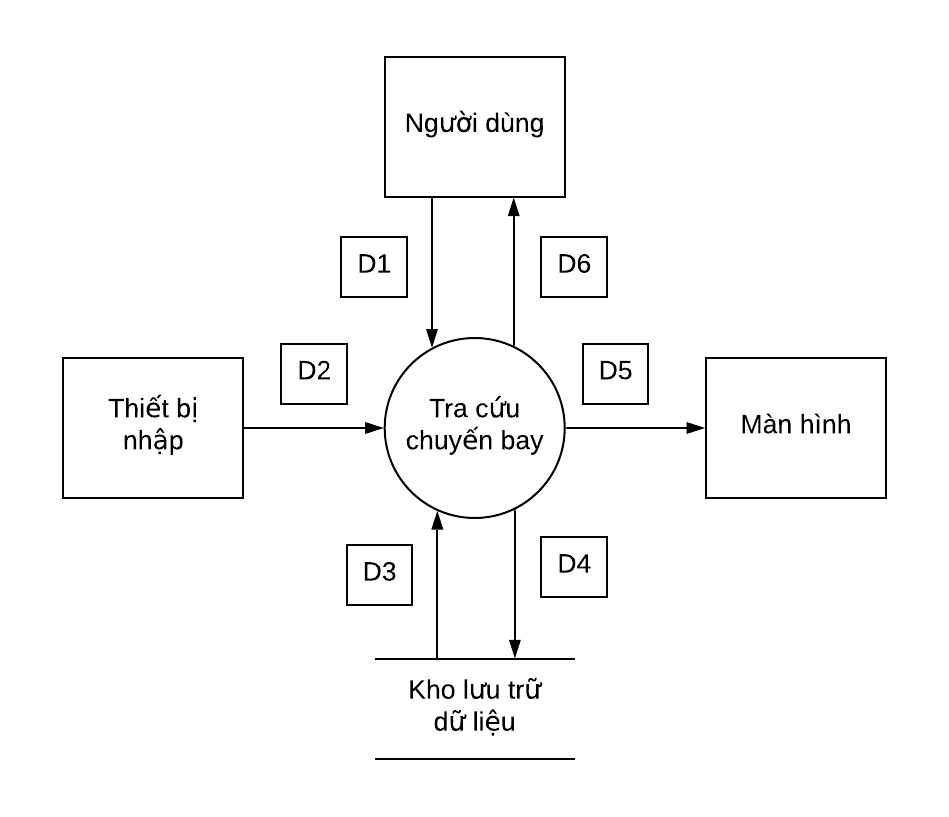 Người dùng
D1
D6
D2
D5
Thiết bị
nhập
Tra cứu
chuyến bay
Màn hình
D3
D4
Kho lưu trữ
dữ liệu